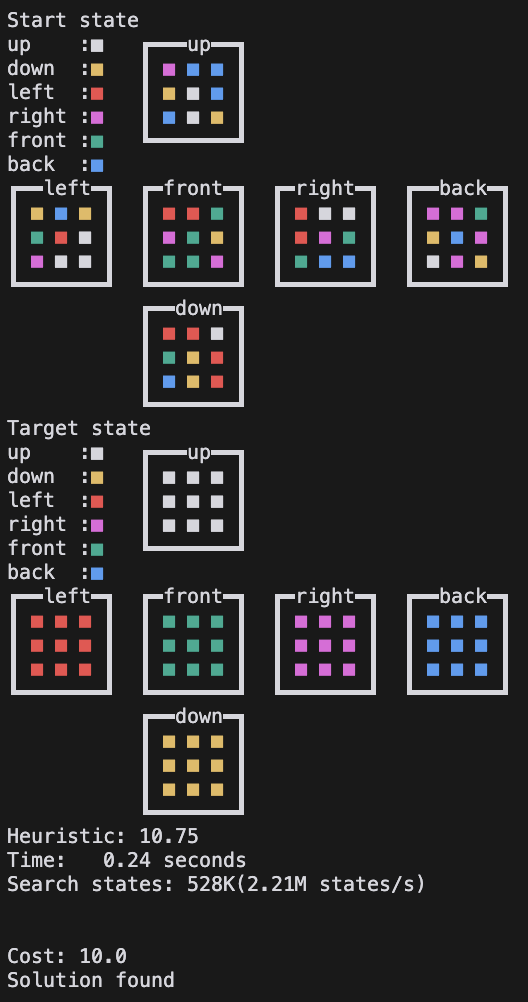 Start state
up :
up
down :
left :
right :
front :
back :
left front right back
down
Target state
up :
up
down :
left :
right :
front :
back :
left front right back
down
Heuristic: 10.75
Time: 0.24 seconds
Search states: 528K(2.21M states/s)
Cost: 10.0
Solution found